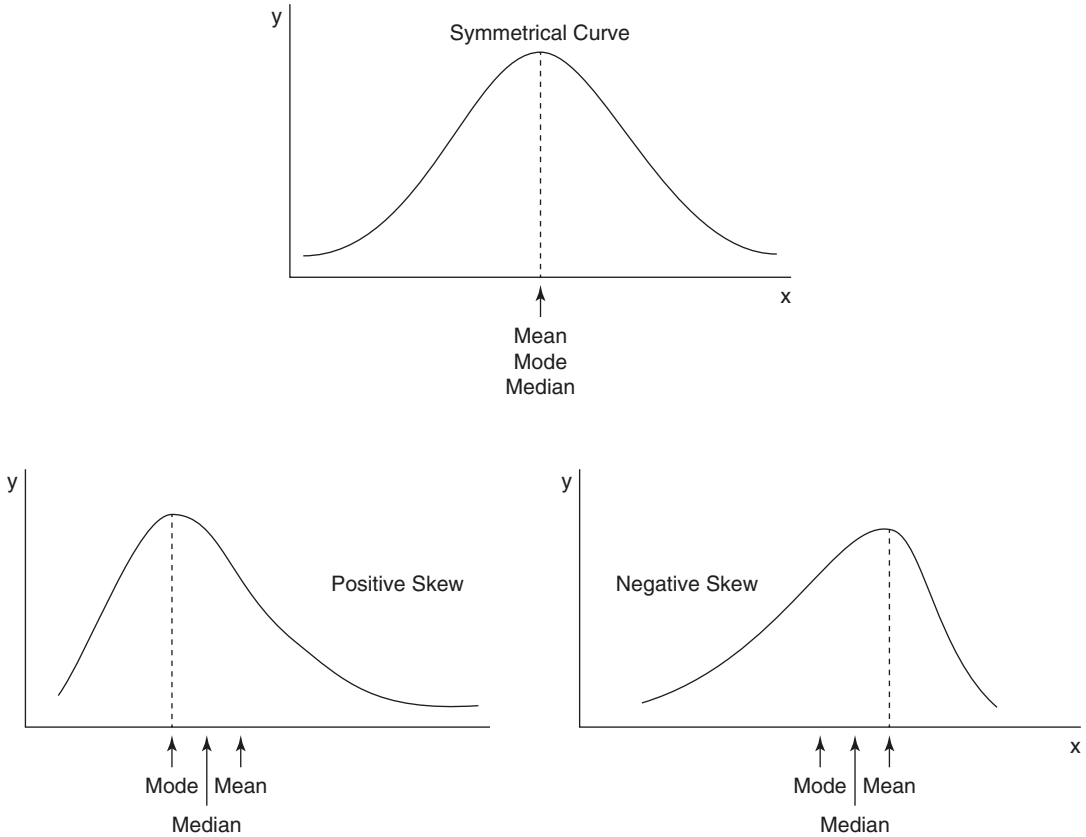 y
Symmetrical Curve
x
Mean
Mode
Median
y
Positive Skew
Mode Mean
Median
y
Negative Skew
x
Mode Mean
Median